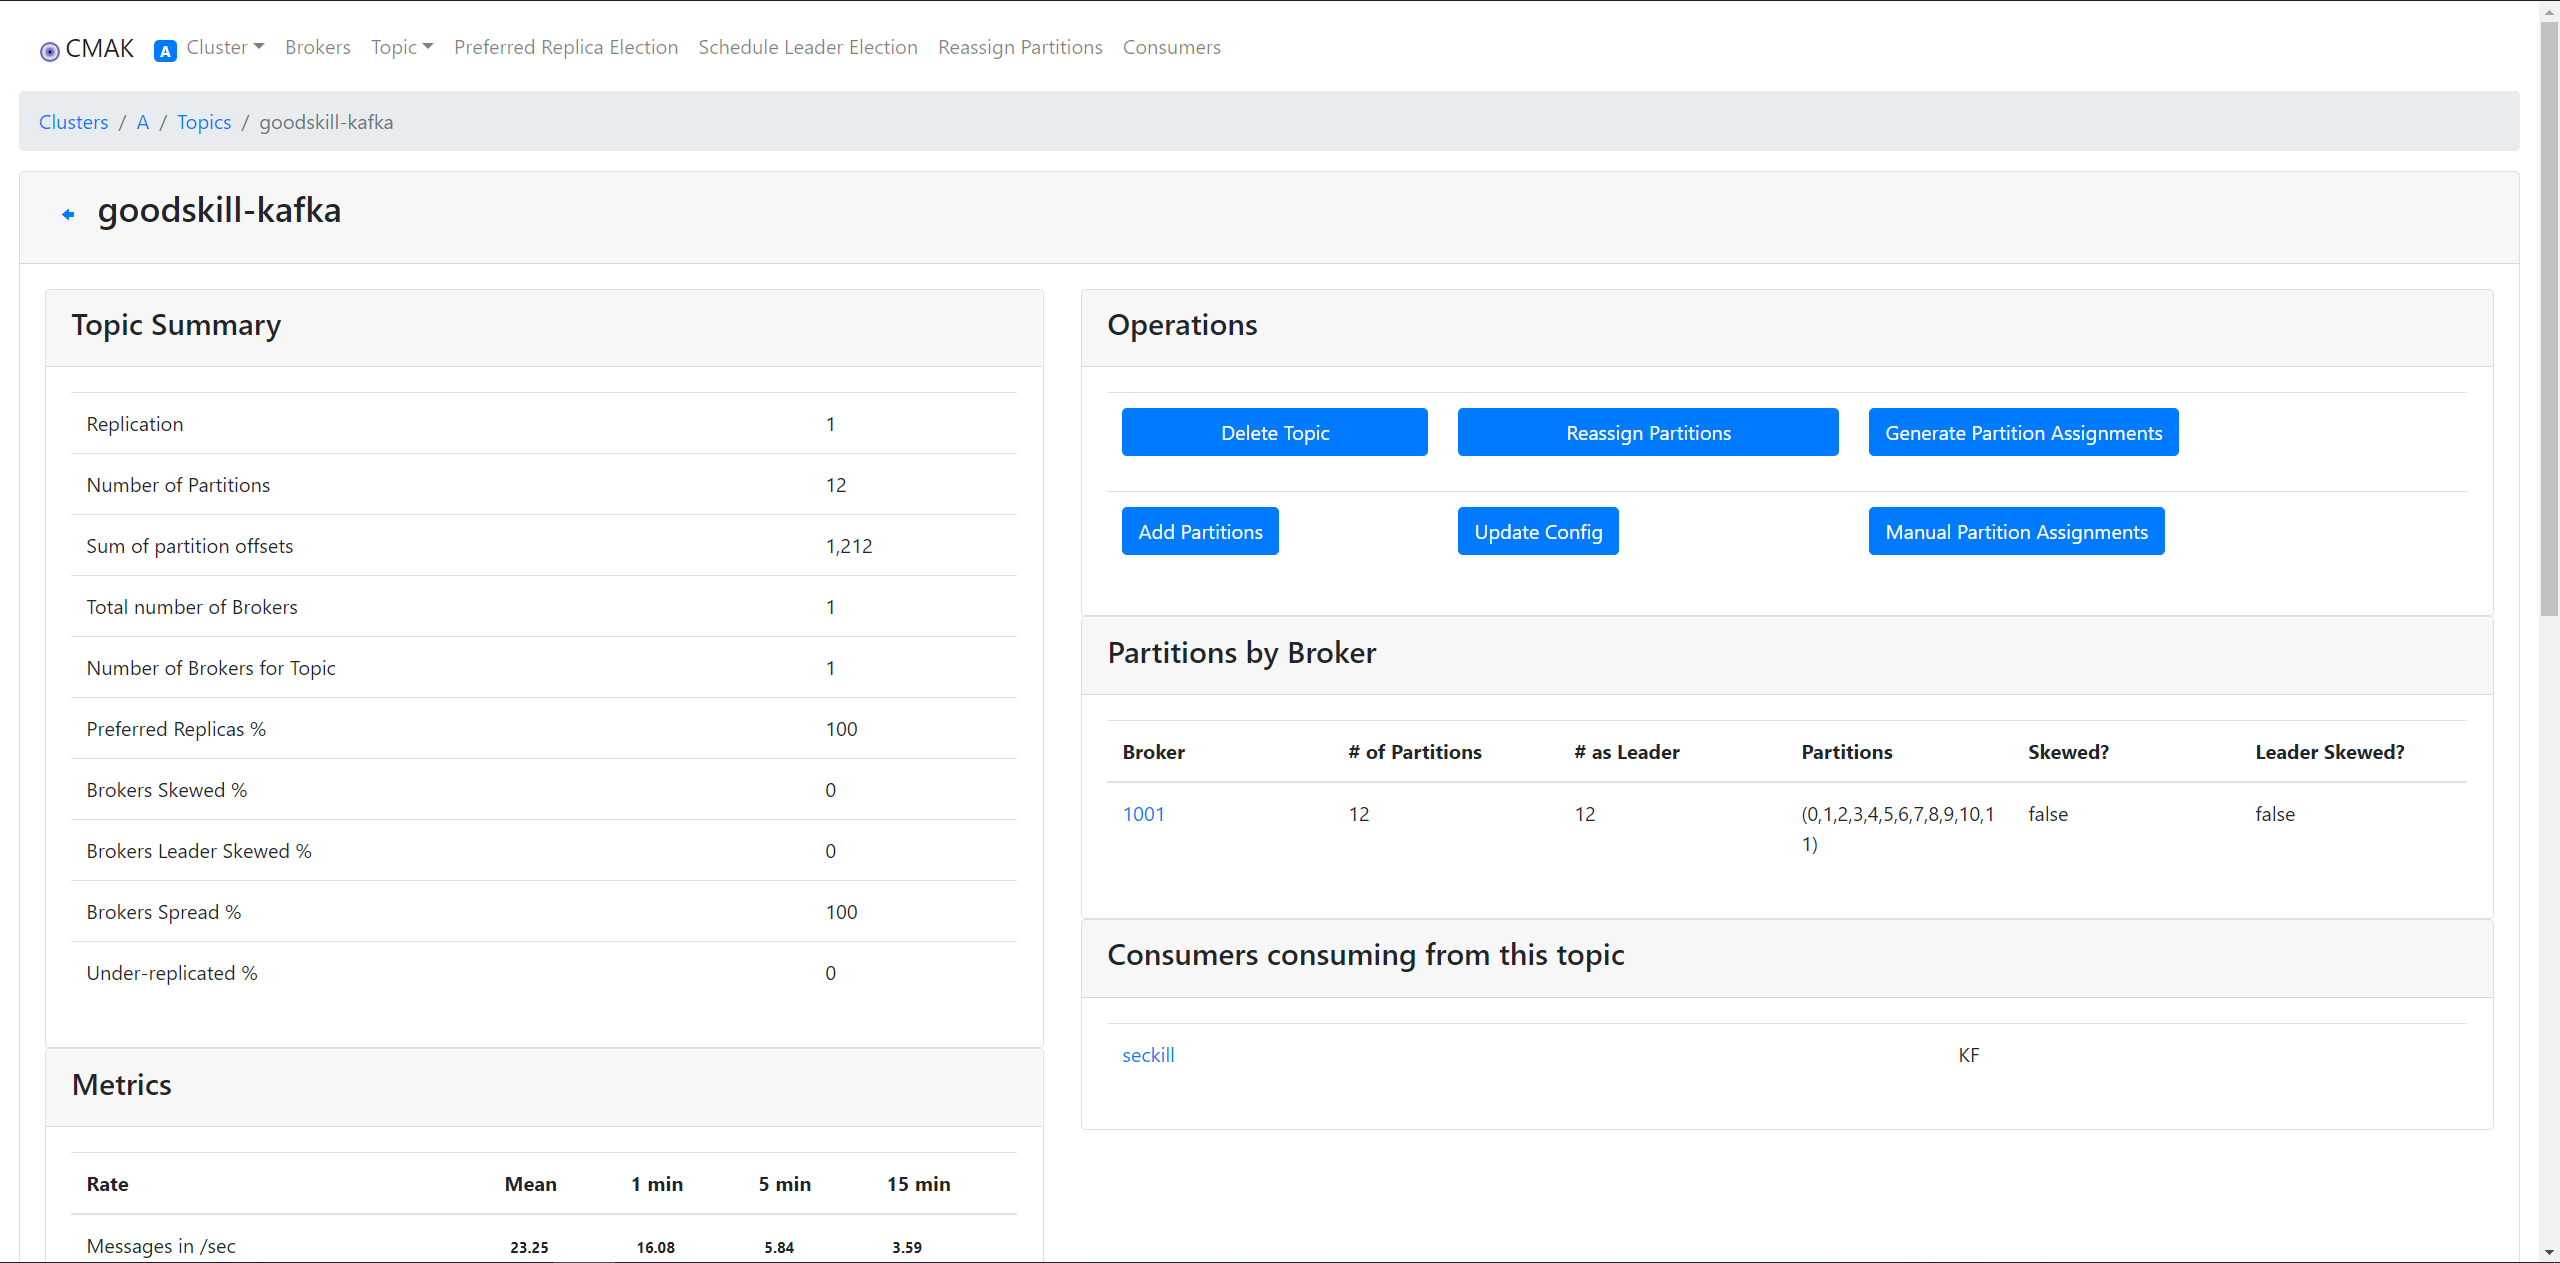 CMAK A Cluster Brokers Topic Preferred Replica Election Schedule Leader Election Reassign Partitions Consumers
Clusters / A / Topics / goodskill-kafka
goodskill-kafka
Topic Summary
Replication 1
Number of Partitions 12
Sum of partition offsets 1,212
Total number of Brokers 1
Number of Brokers for Topic 1
Preferred Replicas % 100
Brokers Skewed % 0
Brokers Leader Skewed % 0
Brokers Spread % 100
Under-replicated % 0
Metrics
Rate Mean 1 min 5 min 15 min
Messages in /sec 23.25 16.08 5.84 3.59
Operations
Delete Topic Reassign Partitions Generate Partition Assignments
Add Partitions Update Config Manual Partition Assignments
Partitions by Broker
Broker # of Partitions # as Leader Partitions Skewed? Leader Skewed?
1001 12 12 (0,1,2,3,4,5,6,7,8,9,10,1 false false
1)
Consumers consuming from this topic
seckill KF